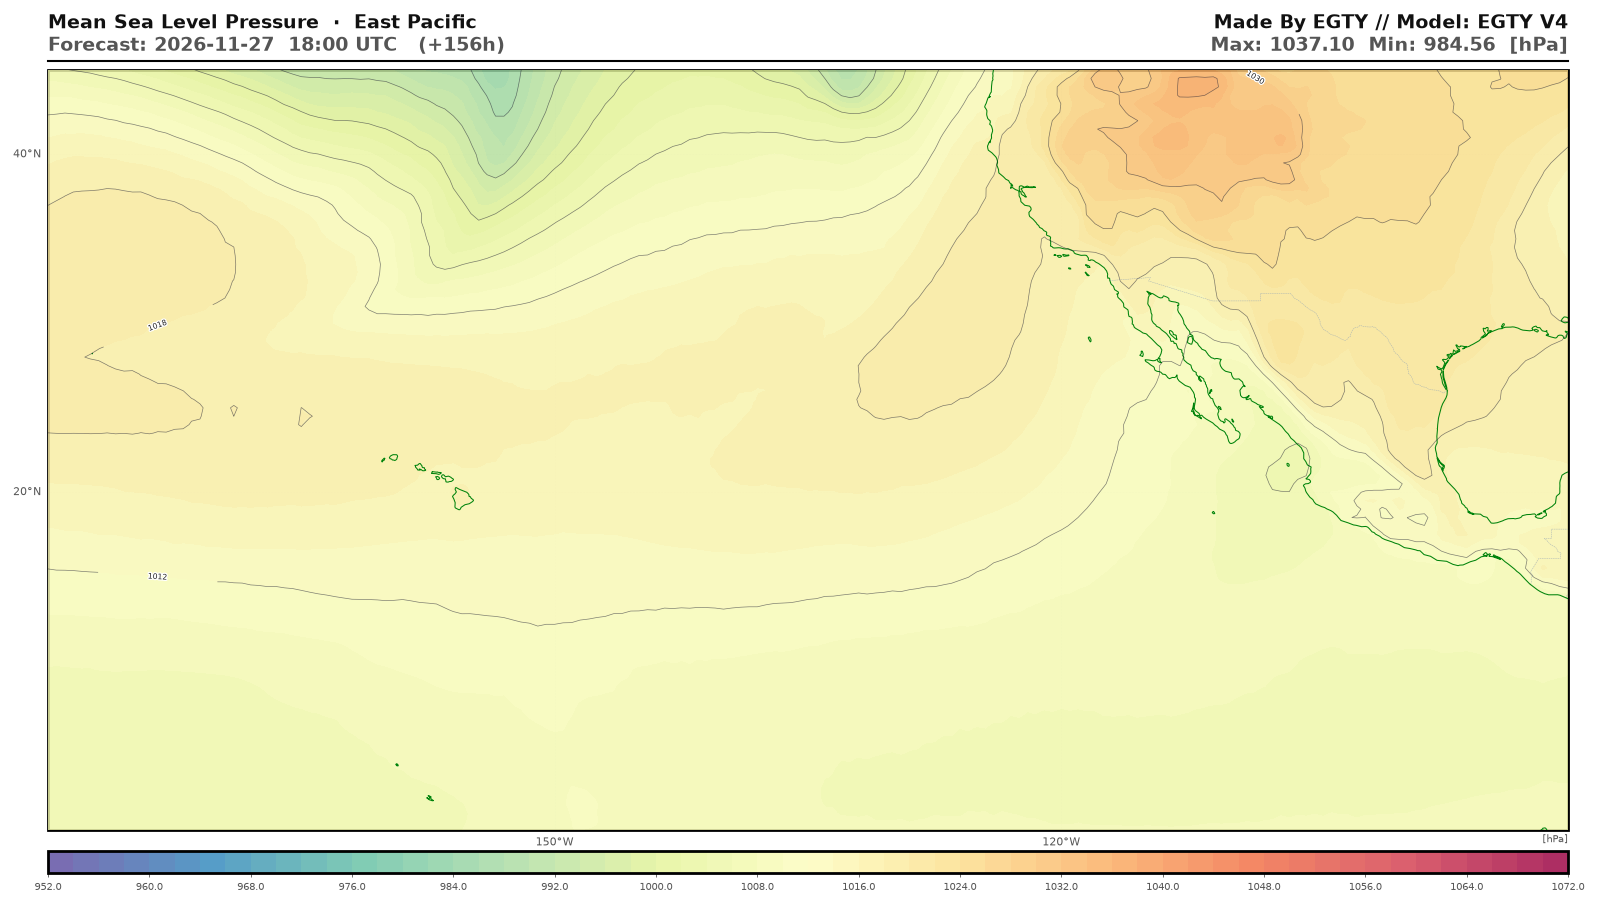 Mean Sea Level Pressure · East Pacific
Made By EGTY // Model: EGTY V4
Forecast: 2026-11-27 18:00 UTC (+156h)
Max: 1037.10 Min: 984.56 [hPa]
1030
40°N
1018
20°N
1012
150°W
120°W
[hPa]
952.0
960.0
968.0
976.0
984.0
992.0
1000.0
1008.0
1016.0
1024.0
1032.0
1040.0
1048.0
1056.0
1064.0
1072.0